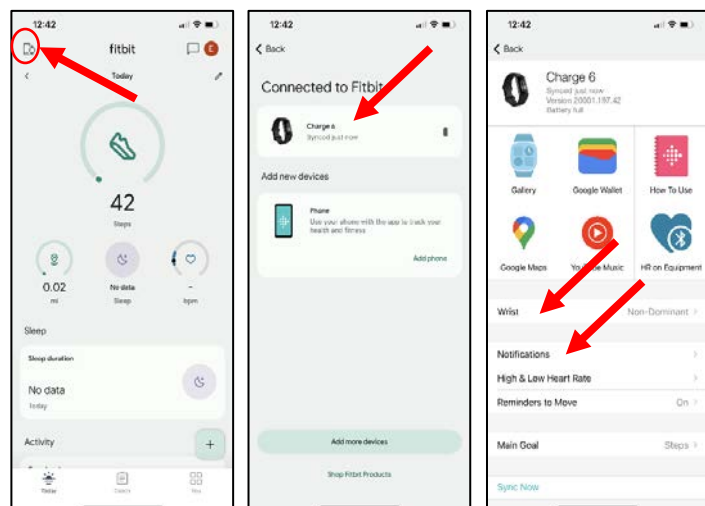 12:42
fitbit
E
Today
42
Steps
0.02
mi
No data
Sleep
-
bpm
Sleep
Sleep duration
No data
Today
Activity
+
Today
You
12:42
Back
Connected to Fitbit
Charge 6
Synced just now
Add new devices
Phone
Use your phone with the app to track your
health and fitness
Add phone
Add more devices
Shop Fitbit Products
12:42
Back
Charge 6
Synced just now
Version 20001.197.42
Battery full
Gallery
Google Wallet
How To Use
Google Maps
YouTube Music
HR on Equipment
Wrist
Non-Dominant
Notifications
High & Low Heart Rate
Reminders to Move
On
Main Goal
Steps
Sync Now